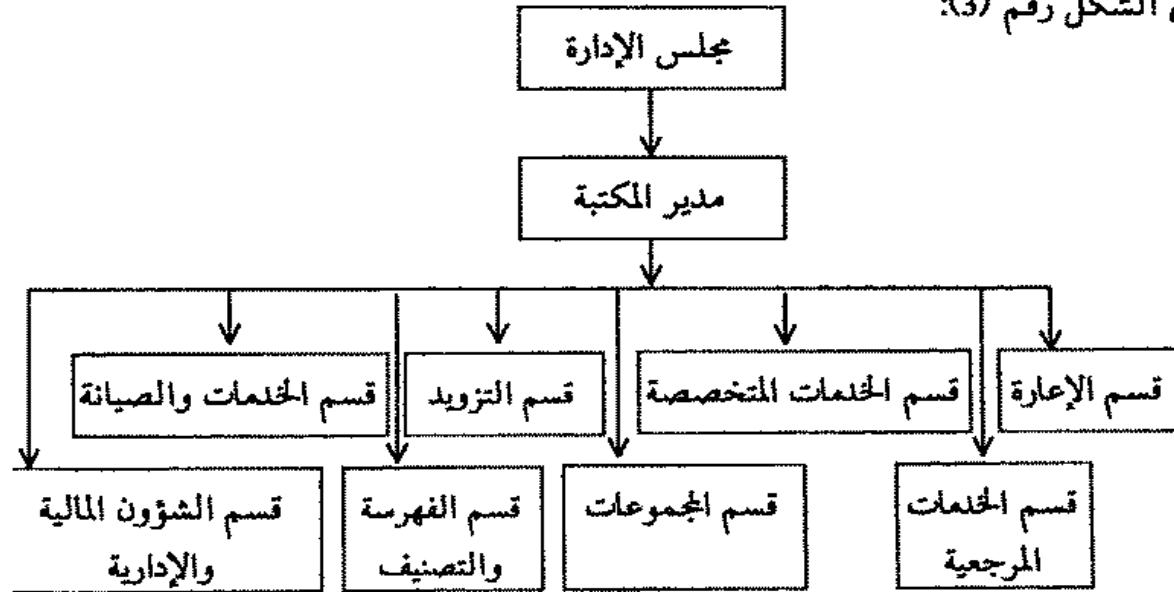 الشكل رقم (3):
مجلس الإدارة
مدير المكتبة
قسم الإعارة
قسم الخدمات المتخصصة
قسم التزويد
قسم الخدمات والصيانة
قسم الخدمات
المرجعية
قسم المجموعات
قسم الفهرسة
والتصنيف
قسم الشؤون المالية
والإدارية